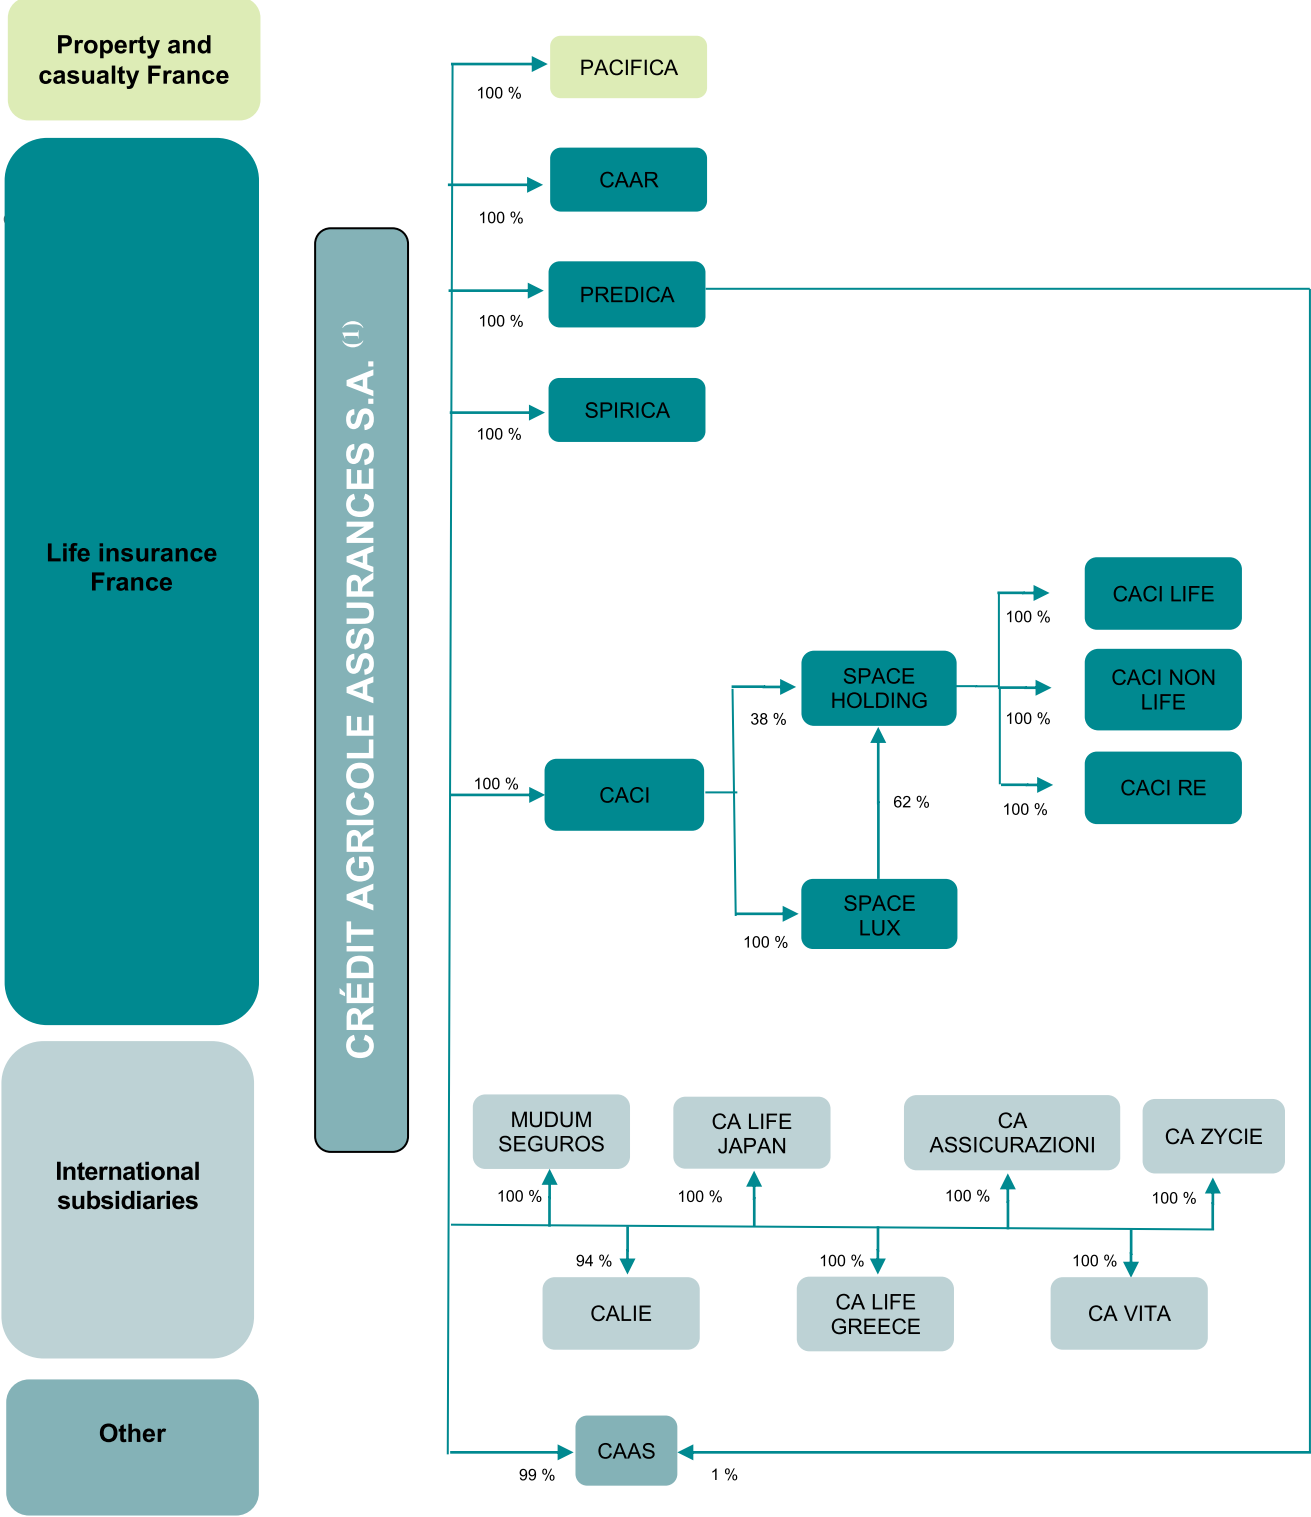 Property and
casualty France
Life insurance
France
International
subsidiaries
Other
CRÉDIT AGRICOLE ASSURANCES S.A. (1)
PACIFICA
100 %
CAAR
100 %
PREDICA
100 %
SPIRICA
100 %
CACI LIFE
100 %
SPACE
HOLDING
38 %
CACI NON
LIFE
100 %
100 %
CACI
62 %
CACI RE
100 %
SPACE
LUX
100 %
MUDUM
SEGUROS
100 %
CA LIFE
JAPAN
100 %
CA
ASSICURAZIONI
100 %
CA ZYCIE
100 %
94 %
CALIE
100 %
CA LIFE
GREECE
100 %
CA VITA
CAAS
99 %
1 %